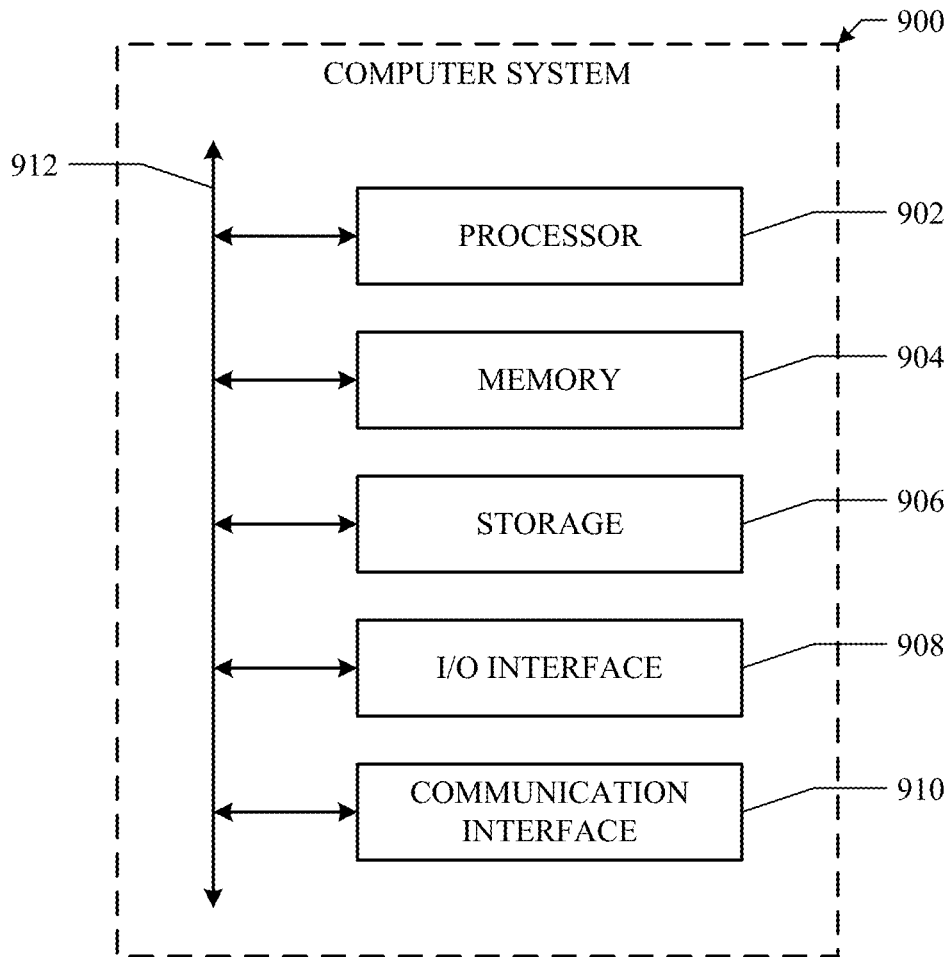 900
COMPUTER SYSTEM
912
PROCESSOR
902
MEMORY
904
STORAGE
906
I/O INTERFACE
908
COMMUNICATION
INTERFACE
910